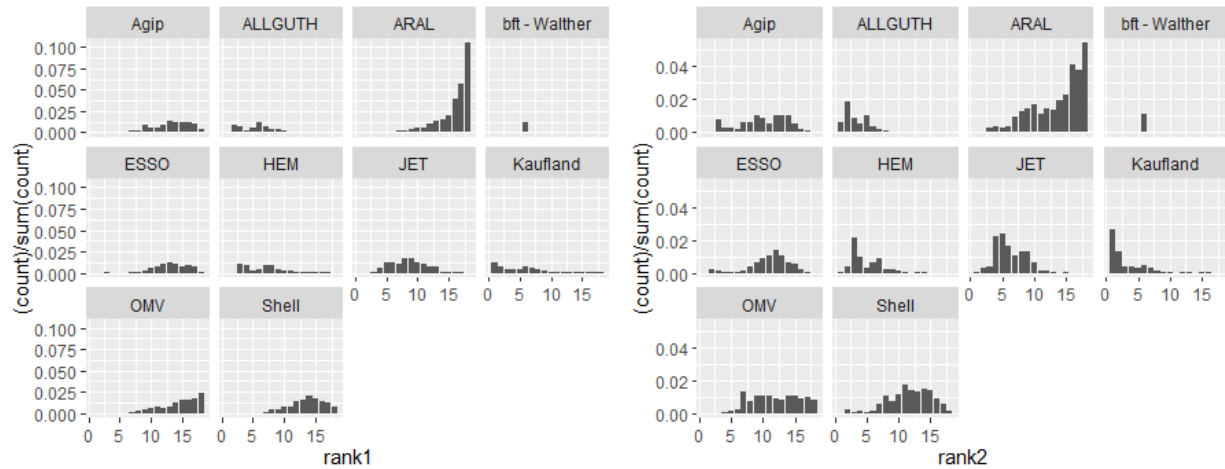 Agip ALLGUTH ARAL bft - Walther
0.100
0.075
0.050
0.025
0.000
ESSO HEM JET Kaufland
0.100
0.075
0.050
0.025
0.000
0 5 10 15 0 5 10 15
OMV Shell
0.100
0.075
0.050
0.025
0.000
0 5 10 15 0 5 10 15
(count)/sum(count)
rank1
Agip ALLGUTH ARAL bft - Walther
0.04
0.02
0.00
ESSO HEM JET Kaufland
0.04
0.02
0.00
0 5 10 15 0 5 10 15
OMV Shell
0.04
0.02
0.00
0 5 10 15 0 5 10 15
(count)/sum(count)
rank2